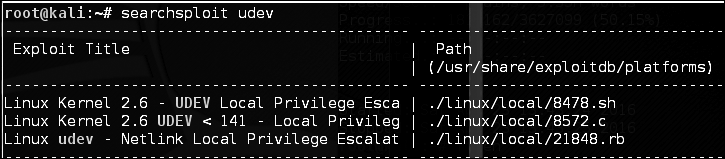 root@kali:~# searchsploit udev
--------------------------------------------- ----------------------------------
 Exploit Title | Path
 | (/usr/share/exploitdb/platforms)
--------------------------------------------- ----------------------------------
Linux Kernel 2.6 - UDEV Local Privilege Esca | ./linux/local/8478.sh
Linux Kernel 2.6 UDEV < 141 - Local Privileg | ./linux/local/8572.c
Linux udev - Netlink Local Privilege Escalat | ./linux/local/21848.rb
--------------------------------------------- ----------------------------------